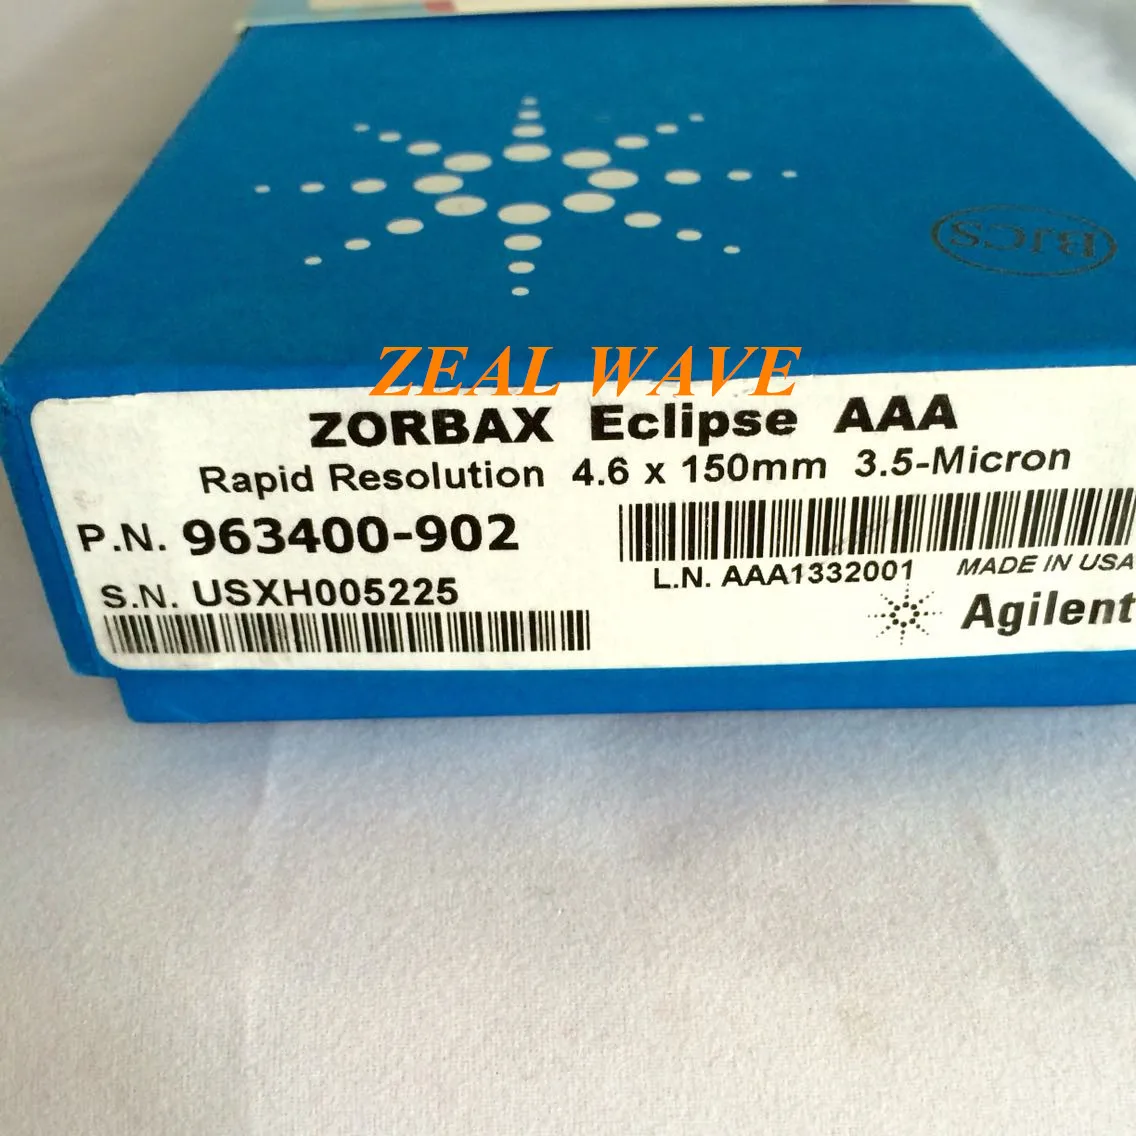 BJCS
ZEAL WAVE
ZORBAX Eclipse AAA
Rapid Resolution 4.6 x 150mm 3.5-Micron
P.N. 963400-902
L.N. AAA1332001 MADE IN USA
S.N. USXH005225
Agilent